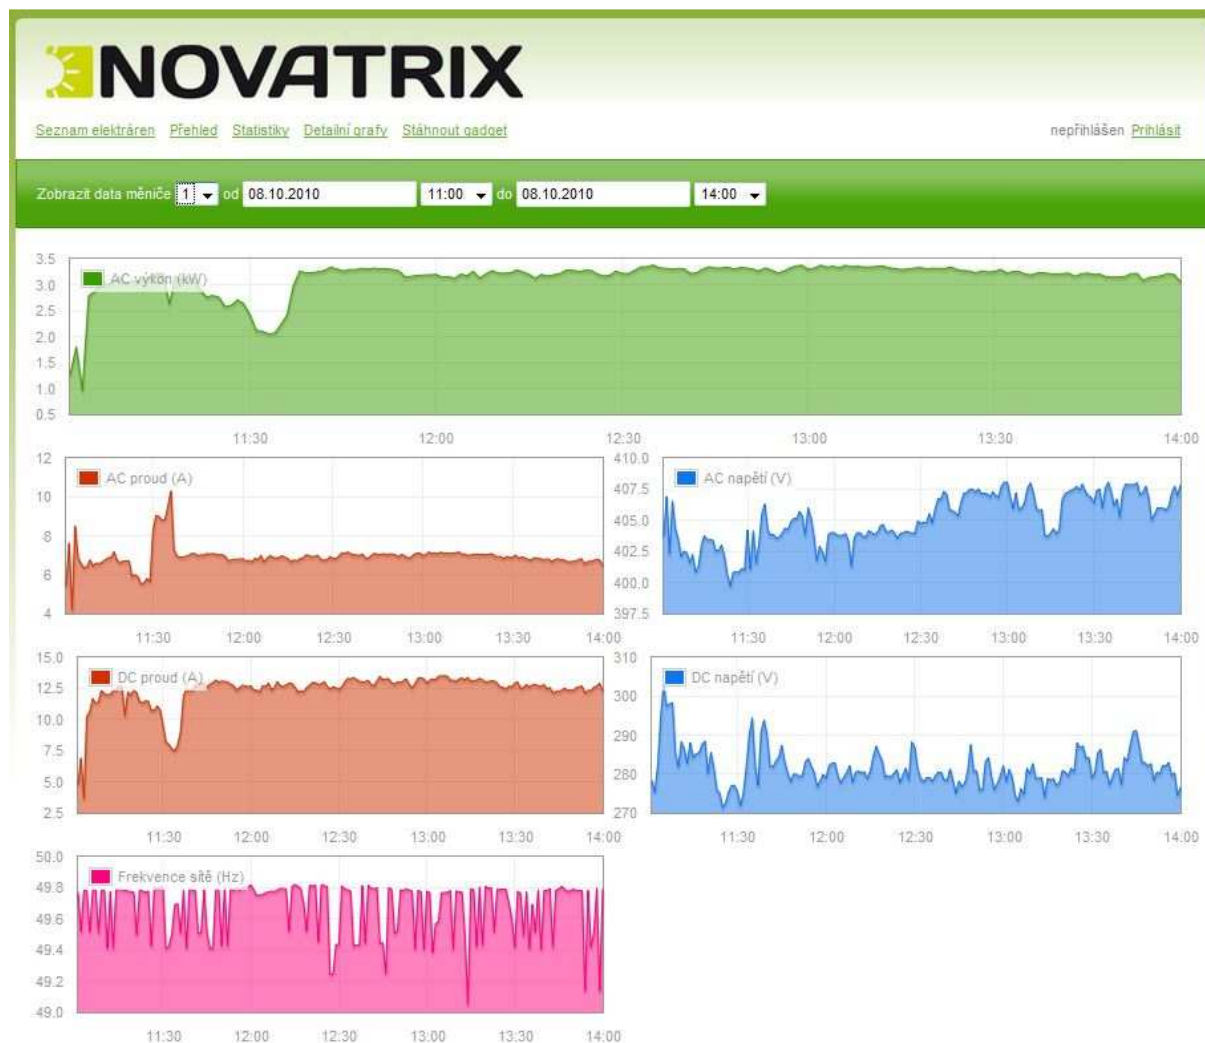 NOVATRIX
Seznam elektráren Přehled Statistiky Detailní grafy Stáhnout gadget nepřihlášen Prihlásit
Zobrazit data měniče 1 od 08.10.2010 11:00 do 08.10.2010 14:00
AC výkon (kW)
3.5
3.0
2.5
2.0
1.5
1.0
0.5
11:30 12:00 12:30 13:00 13:30 14:00
AC proud (A)
12
10
8
6
4
11:30 12:00 12:30 13:00 13:30 14:00
AC napětí (V)
410.0
407.5
405.0
402.5
400.0
397.5
11:30 12:00 12:30 13:00 13:30 14:00
DC proud (A)
15.0
12.5
10.0
7.5
5.0
2.5
11:30 12:00 12:30 13:00 13:30 14:00
DC napětí (V)
310
300
290
280
270
11:30 12:00 12:30 13:00 13:30 14:00
Frekvence sítě (Hz)
50.0
49.8
49.6
49.4
49.2
49.0
11:30 12:00 12:30 13:00 13:30 14:00